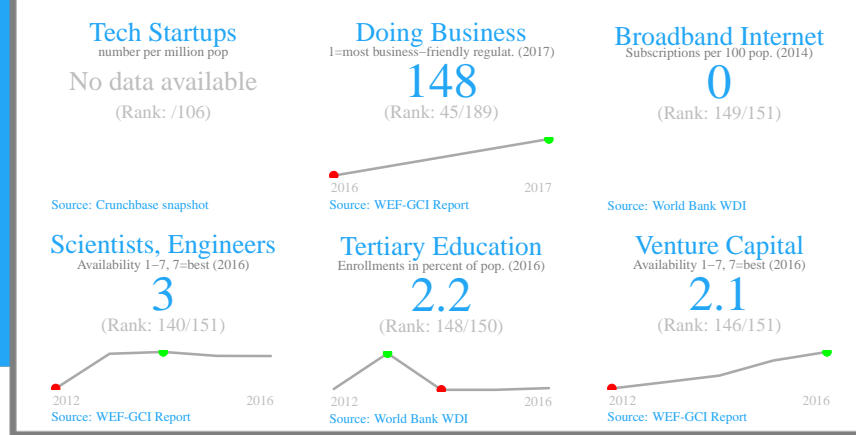 Tech Startups
number per million pop
No data available
(Rank: /106)
Source: Crunchbase snapshot
Doing Business
1=most business−friendly regulat. (2017)
148
(Rank: 45/189)
2016 2017
Source: WEF-GCI Report
Broadband Internet
Subscriptions per 100 pop. (2014)
0
(Rank: 149/151)
Source: World Bank WDI
Scientists, Engineers
Availability 1−7, 7=best (2016)
3
(Rank: 140/151)
2012 2016
Source: WEF-GCI Report
Tertiary Education
Enrollments in percent of pop. (2016)
2.2
(Rank: 148/150)
2012 2016
Source: World Bank WDI
Venture Capital
Availability 1−7, 7=best (2016)
2.1
(Rank: 146/151)
2012 2016
Source: WEF-GCI Report